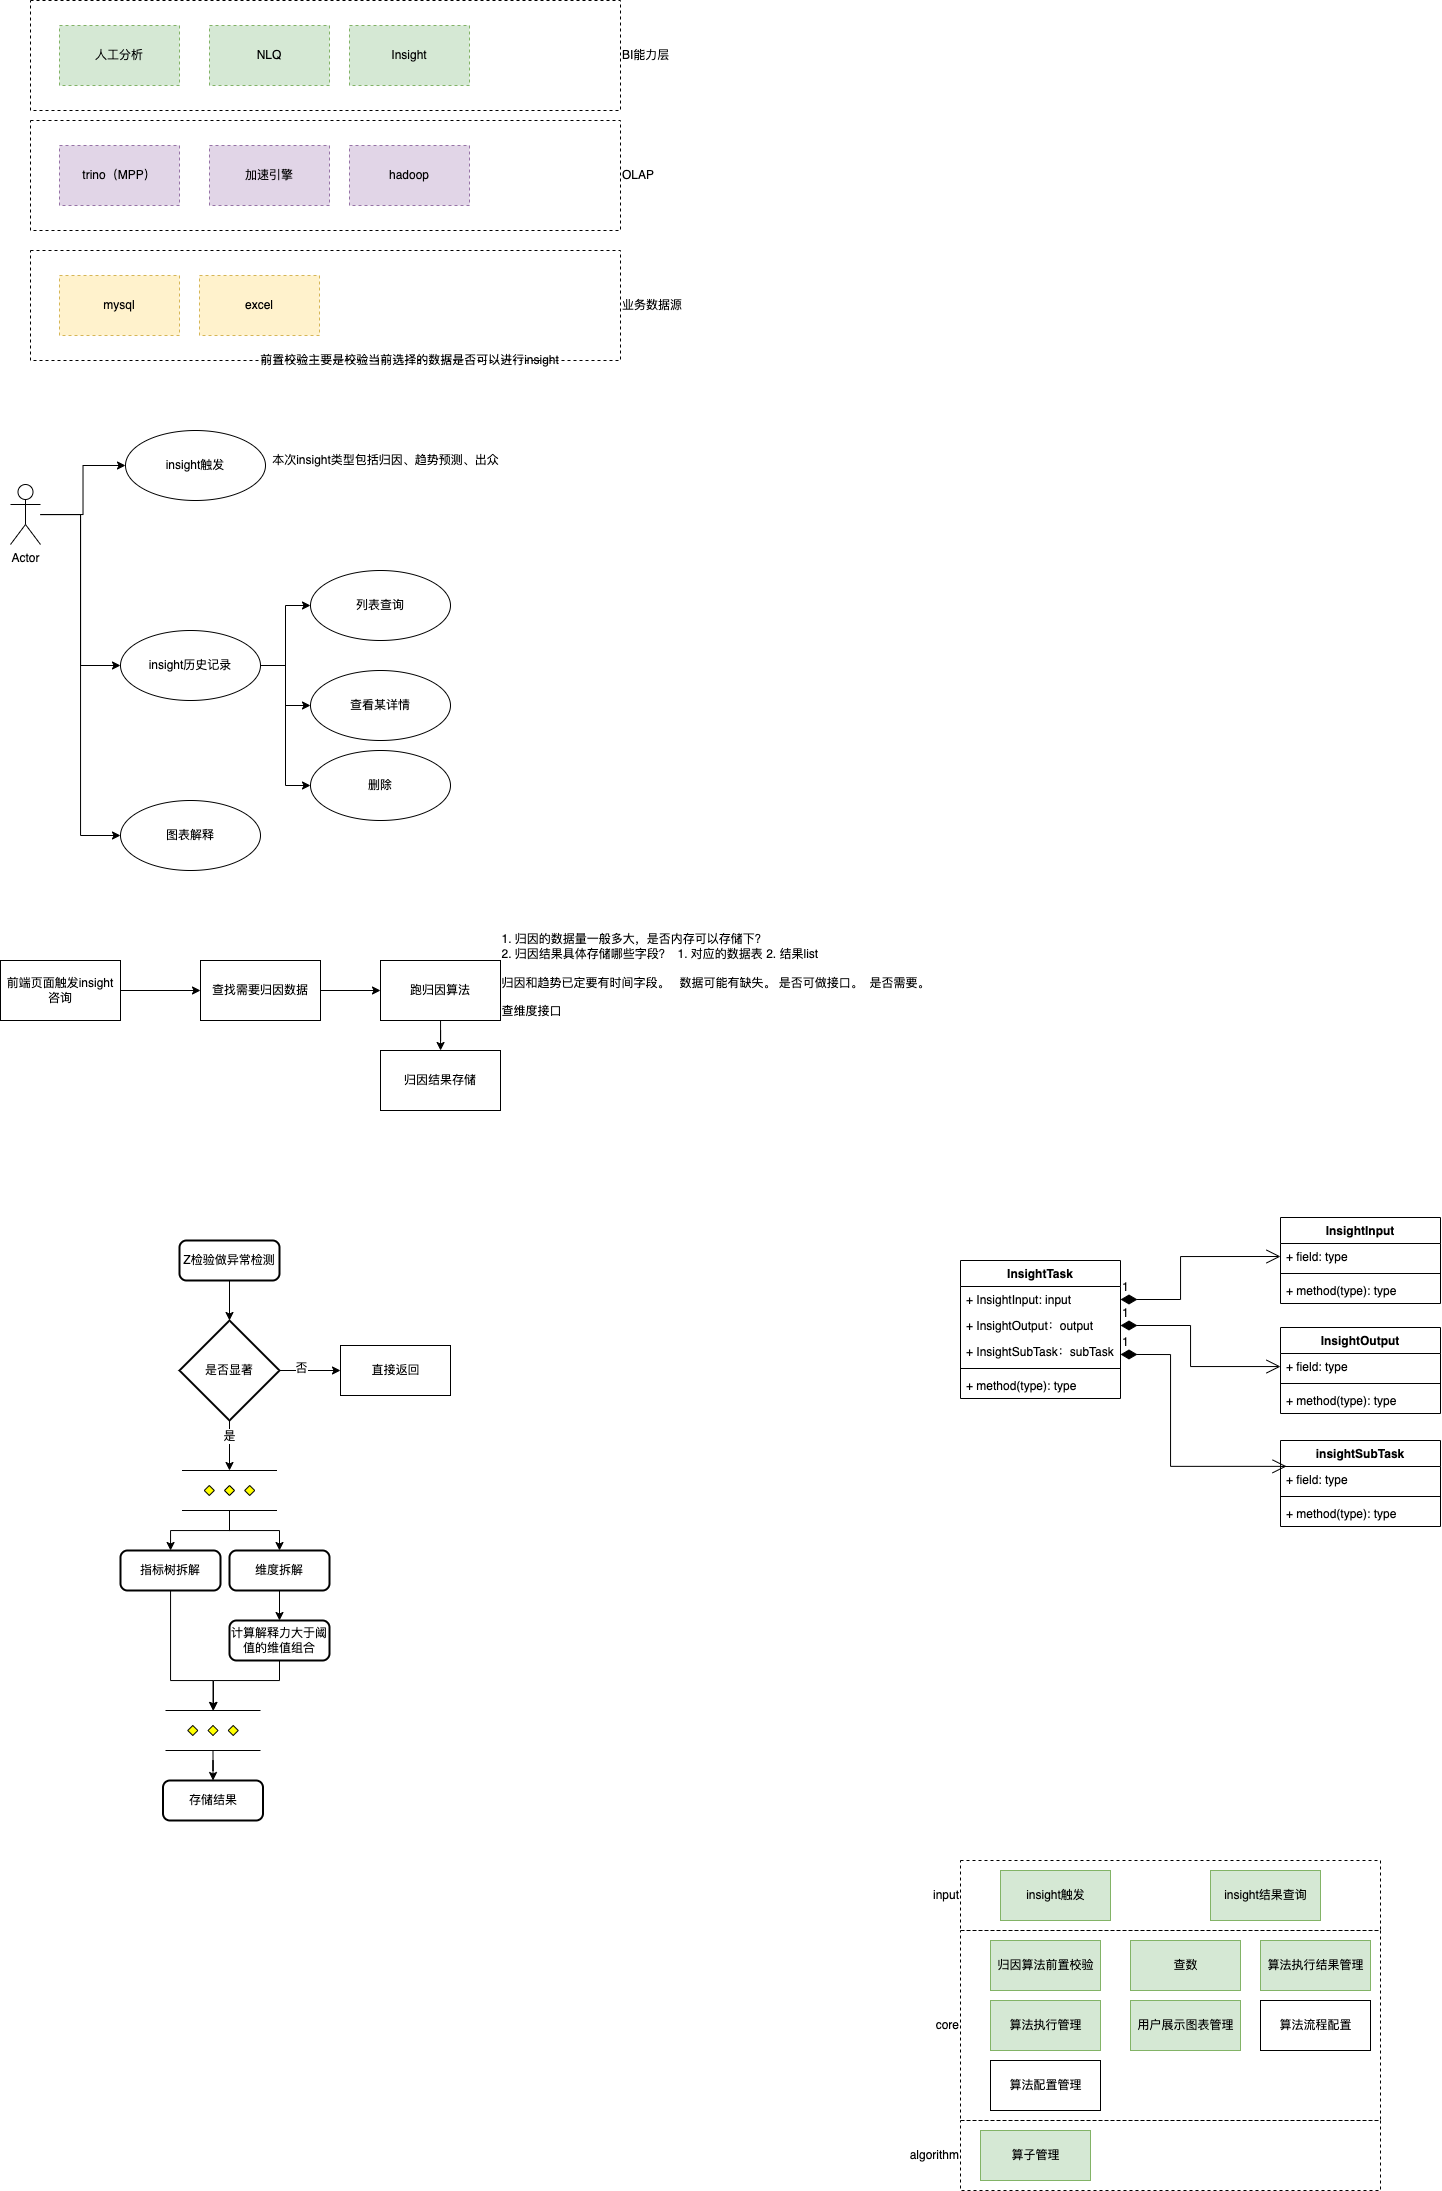 人工分析
NLQ
Insight
BI能力层
trino（MPP）
加速引擎
hadoop
OLAP
mysql
excel
业务数据源
前置校验主要是校验当前选择的数据是否可以进行insight
insight触发
本次insight类型包括归因、趋势预测、出众
Actor
列表查询
insight历史记录
查看某详情
删除
图表解释
1. 归因的数据量一般多大，是否内存可以存储下？
2. 归因结果具体存储哪些字段？ 1. 对应的数据表 2. 结果list
归因和趋势已定要有时间字段。 数据可能有缺失。 是否可做接口。 是否需要。
查维度接口
前端页面触发insight
咨询
查找需要归因数据
跑归因算法
归因结果存储
Z检验做异常检测
是否显著
否
直接返回
是
指标树拆解
维度拆解
计算解释力大于阈
值的维值组合
存储结果
InsightTask
+ InsightInput: input
+ InsightOutput：output
+ InsightSubTask：subTask
+ method(type): type
1
1
1
InsightInput
+ field: type
+ method(type): type
InsightOutput
+ field: type
+ method(type): type
insightSubTask
+ field: type
+ method(type): type
input
insight触发
insight结果查询
归因算法前置校验
查数
算法执行结果管理
core
算法执行管理
用户展示图表管理
算法流程配置
算法配置管理
algorithm
算子管理